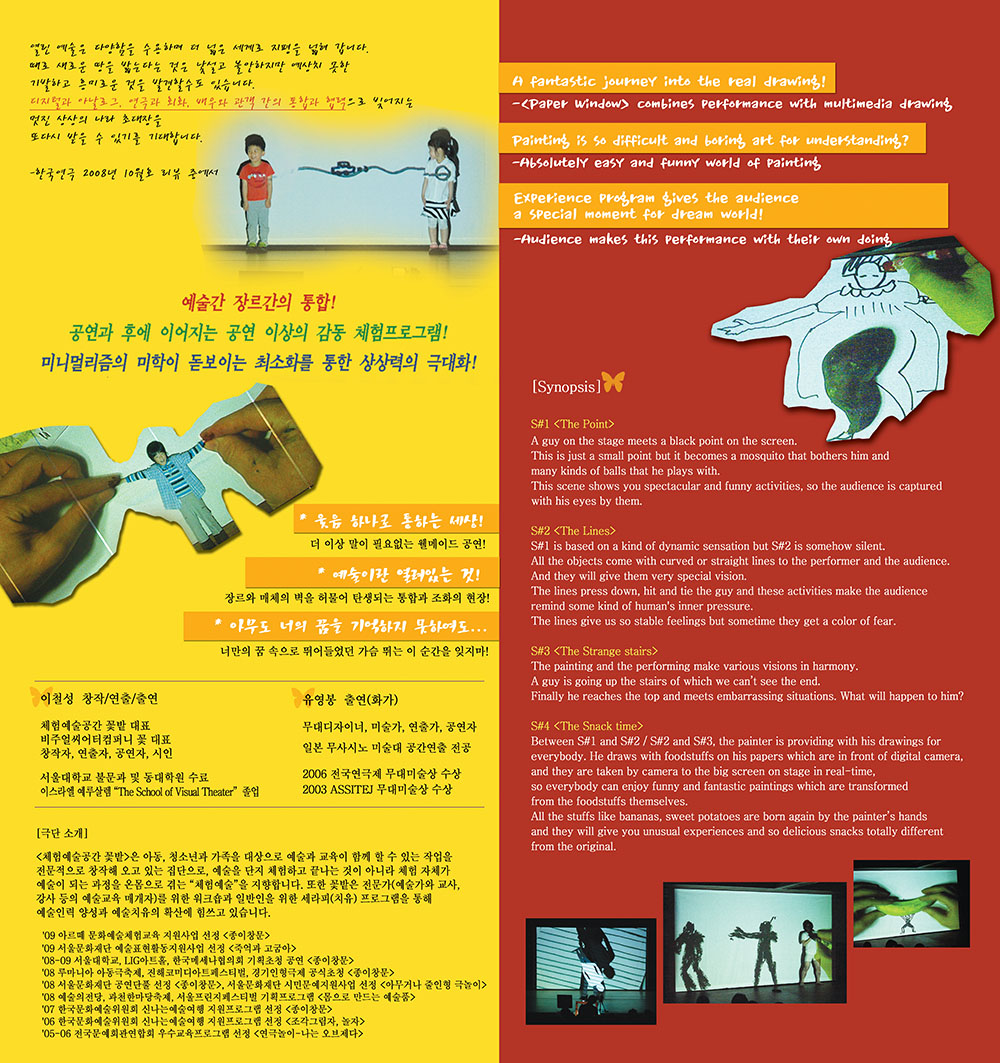 열린 예술은 다양함을 수용하며 더 넓은 세계로 지평을 넓혀 갑니다.
때로 새로운 땅을 밟는다는 것은 낯설고 불안하지만 예상치 못한
기발하고 흥미로운 것을 발견할수도 있습니다.
디지털과 아날로그, 연극과 회화, 배우와 관객 간의 통합과 협력으로 빚어지는
멋진 상상의 나라 초대장을
또다시 받을 수 있기를 기대합니다.
-한국연극 2008년 10월호 리뷰 중에서
예술간 장르간의 통합!
공연과 후에 이어지는 공연 이상의 감동 체험프로그램!
미니멀리즘의 미학이 돋보이는 최소화를 통한 상상력의 극대화!
* 웃음 하나로 통하는 세상!
더 이상 말이 필요없는 웰메이드 공연!
* 예술이란 열려있는 것!
장르와 매체의 벽을 허물어 탄생되는 통합과 조화의 현장!
* 아무도 너의 꿈을 기억하지 못하여도...
너만의 꿈 속으로 뛰어들었던 가슴 뛰는 이 순간을 잊지마!
이철성 창작/연출/출연
체험예술공간 꽃밭 대표
비주얼씨어터컴퍼니 꽃 대표
창작자, 연출자, 공연자, 시인
서울대학교 불문과 및 동대학원 수료
이스라엘 예루살렘 “The School of Visual Theater” 졸업
유영봉 출연(화가)
무대디자이너, 미술가, 연출가, 공연자
일본 무사시노 미술대 공간연출 전공
2006 전국연극제 무대미술상 수상
2003 ASSITEJ 무대미술상 수상
[극단 소개]
<체험예술공간 꽃밭>은 아동, 청소년과 가족을 대상으로 예술과 교육이 함께 할 수 있는 작업을
전문적으로 창작해 오고 있는 집단으로, 예술을 단지 체험하고 끝나는 것이 아니라 체험 자체가
예술이 되는 과정을 온몸으로 겪는 “체험예술”을 지향합니다. 또한 꽃밭은 전문가(예술가와 교사,
강사 등의 예술교육 매개자)를 위한 워크숍과 일반인을 위한 세라피(치유) 프로그램을 통해
예술인력 양성과 예술치유의 확산에 힘쓰고 있습니다.
'09 아르떼 문화예술체험교육 지원사업 선정 <종이창문>
'09 서울문화재단 예술표현활동지원사업 선정 <죽억과 고굼아>
'08-09 서울대학교, LIG아트홀, 한국메세나협의회 기획초청 공연 <종이창문>
'08 루마니아 아동극축제, 진해코미디아트페스티벌, 경기인형극제 공식초청 <종이창문>
'08 서울문화재단 공연단풀 선정 <종이창문>, 서울문화재단 시민문예지원사업 선정 <아무거나 줄인형 극놀이>
'08 예술의전당, 과천한마당축제, 서울프린지페스티벌 기획프로그램 <몸으로 만드는 예술품>
'07 한국문화예술위원회 신나는예술여행 지원프로그램 선정 <종이창문>
'06 한국문화예술위원회 신나는예술여행 지원프로그램 선정 <조각그림자, 놀자>
'05-06 전국문예회관연합회 우수교육프로그램 선정 <연극놀이-나는 오브제다>
A fantastic journey into the real drawing!
-<Paper Window> combines performance with multimedia drawing
Painting is so difficult and boring art for understanding?
-Absolutely easy and funny world of painting
Experience program gives the audience
a special moment for dream world!
-Audience makes this performance with their own doing
[Synopsis]
S#1 <The Point>
A guy on the stage meets a black point on the screen.
This is just a small point but it becomes a mosquito that bothers him and
many kinds of balls that he plays with.
This scene shows you spectacular and funny activities, so the audience is captured
with his eyes by them.
S#2 <The Lines>
S#1 is based on a kind of dynamic sensation but S#2 is somehow silent.
All the objects come with curved or straight lines to the performer and the audience.
And they will give them very special vision.
The lines press down, hit and tie the guy and these activities make the audience
remind some kind of human's inner pressure.
The lines give us so stable feelings but sometime they get a color of fear.
S#3 <The Strange stairs>
The painting and the performing make various visions in harmony.
A guy is going up the stairs of which we can't see the end.
Finally he reaches the top and meets embarrassing situations. What will happen to him?
S#4 <The Snack time>
Between S#1 and S#2 / S#2 and S#3, the painter is providing with his drawings for
everybody. He draws with foodstuffs on his papers which are in front of digital camera,
and they are taken by camera to the big screen on stage in real-time,
so everybody can enjoy funny and fantastic paintings which are transformed
from the foodstuffs themselves.
All the stuffs like bananas, sweet potatoes are born again by the painter's hands
and they will give you unusual experiences and so delicious snacks totally different
from the original.